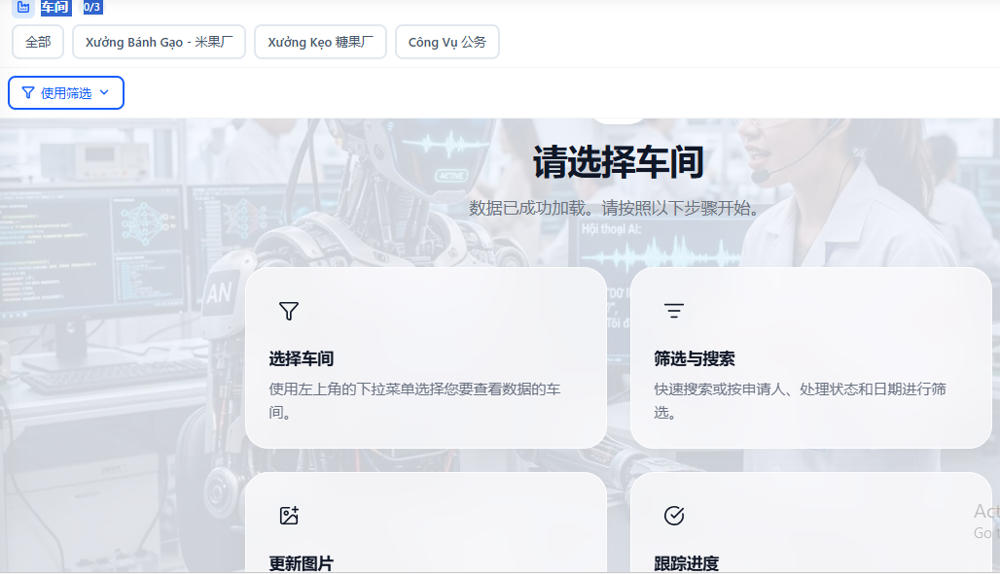 车间 0/3
全部 Xưởng Bánh Gạo - 米果厂 Xưởng Kẹo 糖果厂 Công Vụ 公务
使用筛选
请选择车间
ACTIVE
数据已成功加载。请按照以下步骤开始。
Hội thoại AI:
AN
选择车间
使用左上角的下拉菜单选择您要查看数据的车
间。
筛选与搜索
快速搜索或按申请人、处理状态和日期进行筛
选。
更新图片
跟踪进度
Act
Go t